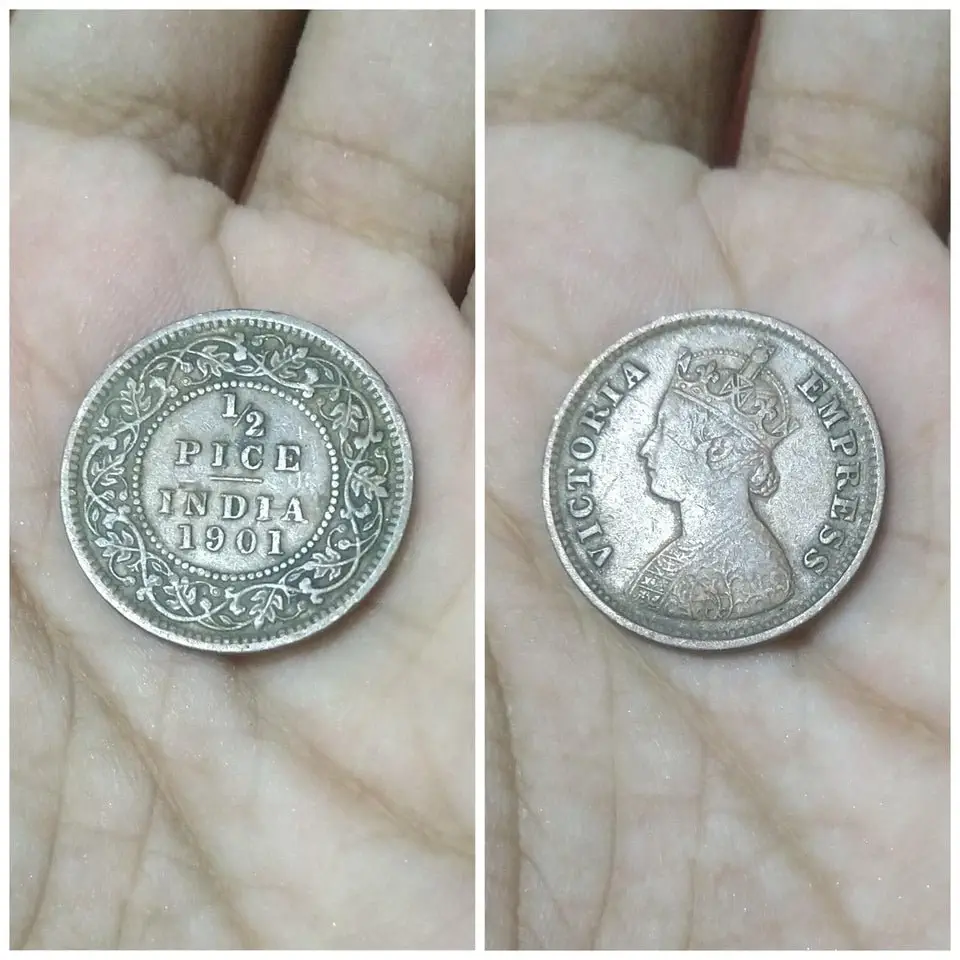 1/2
PICE
INDIA
1901
VICTORIA EMPRESS